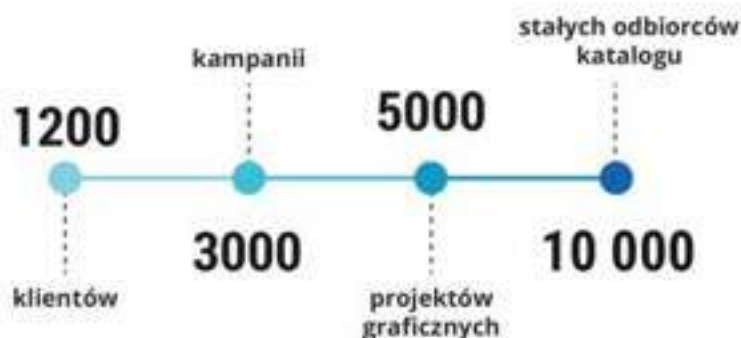 1200
klientów
kampanii
3000
5000
projektów
graficznych
stałych odbiorców
katalogu
10 000